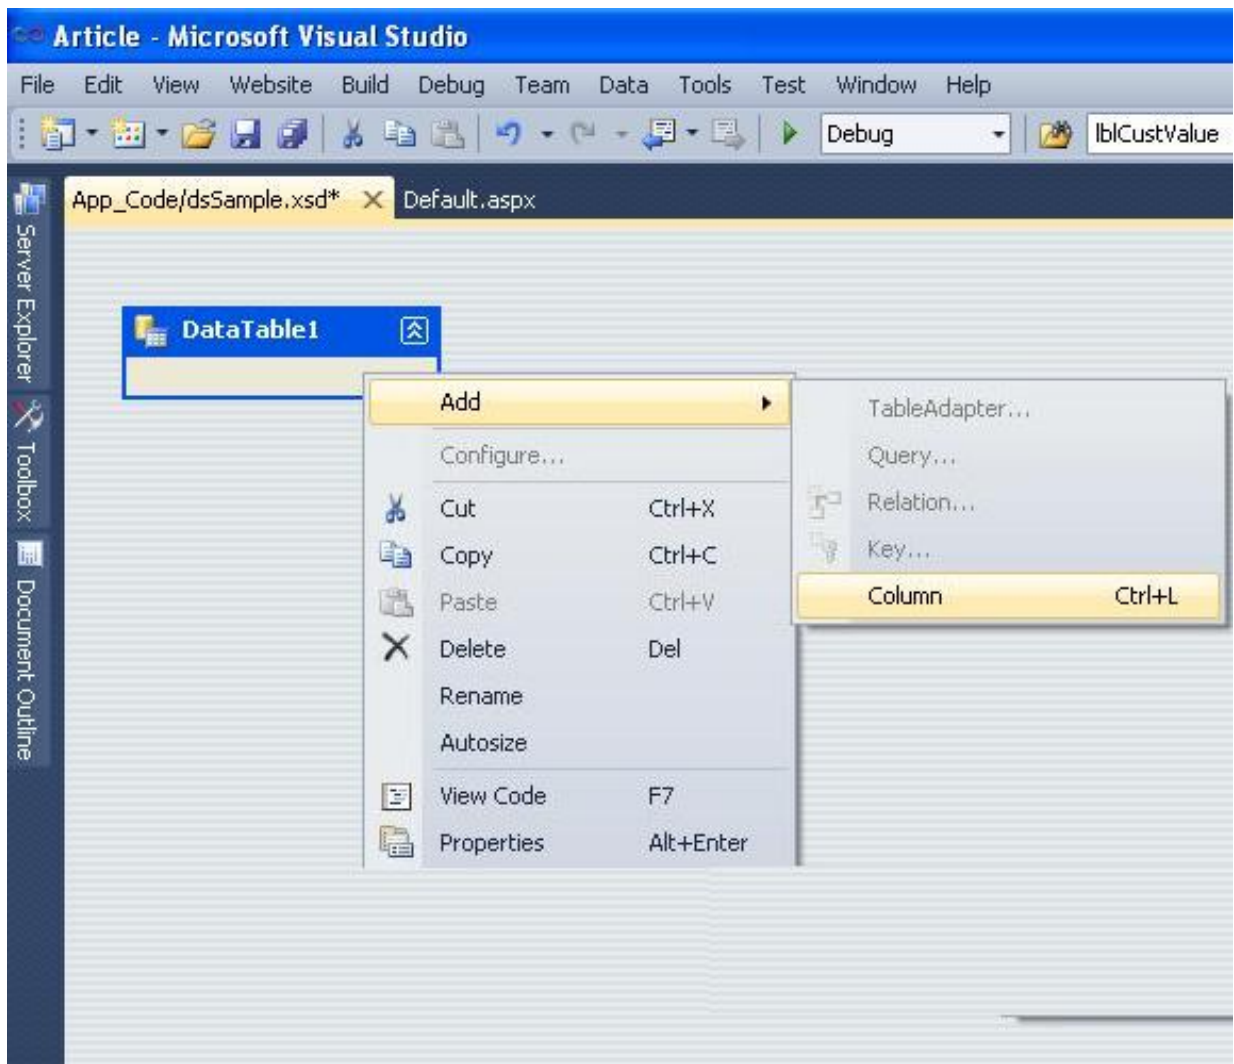 Article - Microsoft Visual Studio
File Edit View Website Build Debug Team Data Tools Test Window Help
Debug lblCustValue
App_Code/dsSample.xsd* Default.aspx
Server Explorer
Toolbox
Document Outline
DataTable1
Add
Configure...
Cut Ctrl+X
Copy Ctrl+C
Paste Ctrl+V
Delete Del
Rename
Autosize
View Code F7
Properties Alt+Enter
TableAdapter...
Query...
Relation...
Key...
Column Ctrl+L